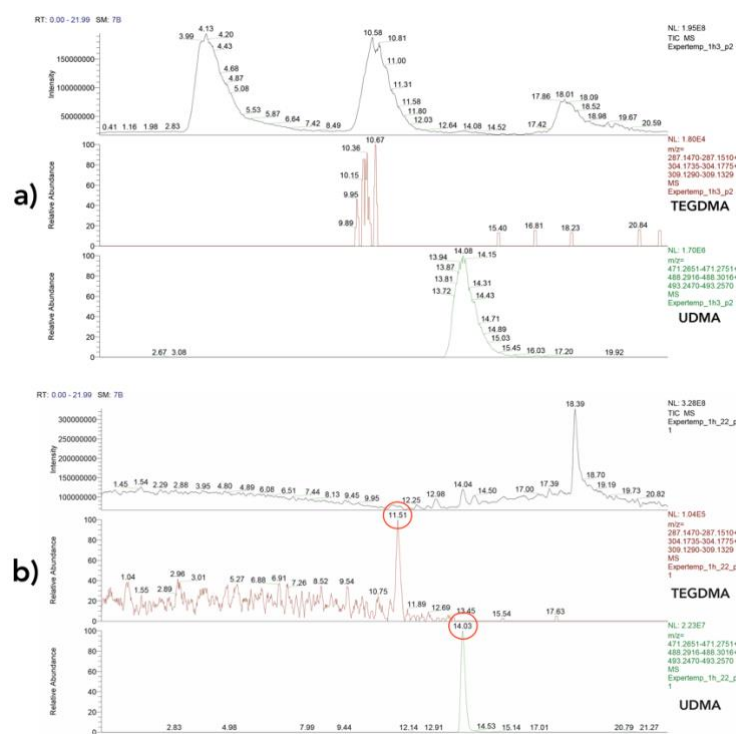 RT: 0.00 - 21.99 SM: 7B
NL: 1.95E8
TIC MS
Expertemp_1h3_p2
Intensity
150000000
100000000
50000000
3.99 4.13 4.20
4.43
4.68
4.87
5.08
5.53 5.87 6.64 7.42 8.49
10.58 10.81
11.00
11.31
11.58
11.80
12.03
12.64 14.08 14.52 17.42
17.86 18.01 18.09
18.52
18.98 19.67 20.59
0.41 1.16 1.98 2.83
a)
Relative Abundance
100
80
60
40
20
0
10.67
10.36
10.15
9.95
9.89
15.40 16.81 18.23 20.84
NL: 1.80E4
m/z=
287.1470-287.1510+
304.1735-304.1775+
309.1290-309.1329
MS
Expertemp_1h3_p2
TEGDMA
Relative Abundance
100
80
60
40
20
0
14.08
13.94 14.15
13.87
13.81
13.72
14.31
14.43
14.71
14.89
15.03
15.45 16.03 17.20 19.92
2.67 3.08
NL: 1.70E6
m/z=
471.2651-471.2751+
488.2916-488.3016+
493.2470-493.2570
MS
Expertemp_1h3_p2
UDMA
RT: 0.00 - 21.99 SM: 7B
NL: 3.28E8
TIC MS
Expertemp_1h_22_p
1
Intensity
300000000
250000000
200000000
150000000
100000000
18.39
1.45 1.54 2.29 2.88 3.95 4.80 4.89 6.08 6.51 7.44 8.13 9.45 9.95 12.25 12.98 14.04 14.50 17.00 17.39 18.70 19.19 19.73 20.82
b)
Relative Abundance
100
80
60
40
20
0
11.51
1.04 1.55 2.89 2.96 3.01 5.27 6.88 6.91 7.26 8.52 9.54 10.75 11.89 12.69 13.45 15.54 17.63
NL: 1.04E5
m/z=
287.1470-287.1510+
304.1735-304.1775+
309.1290-309.1329
MS
Expertemp_1h_22_p
1
TEGDMA
Relative Abundance
100
80
60
40
20
0
14.03
2.83 4.98 7.99 9.44 12.14 12.91 14.53 15.14 17.01 20.79 21.27
NL: 2.23E7
m/z=
471.2651-471.2751+
488.2916-488.3016+
493.2470-493.2570
MS
Expertemp_1h_22_p
1
UDMA